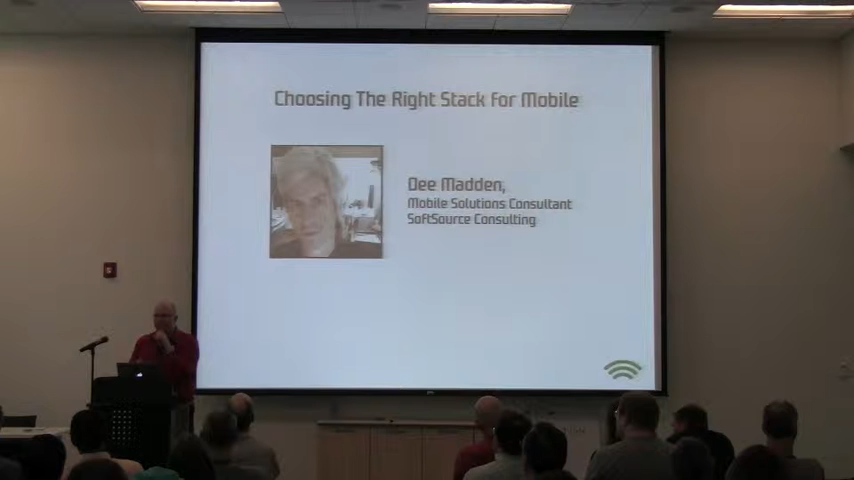 Choosing The Right Stack For Mobile
Dee Madden,
Mobile Solutions Consultant
SoftSource Consulting